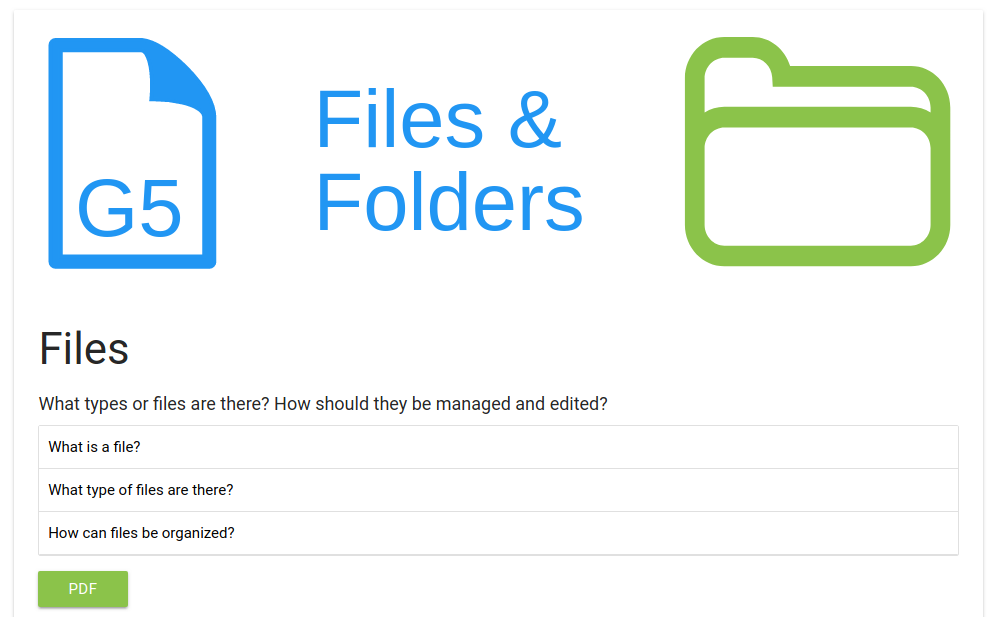 G5
Files &
Folders
Files
What types or files are there? How should they be managed and edited?
What is a file?
What type of files are there?
How can files be organized?
PDF